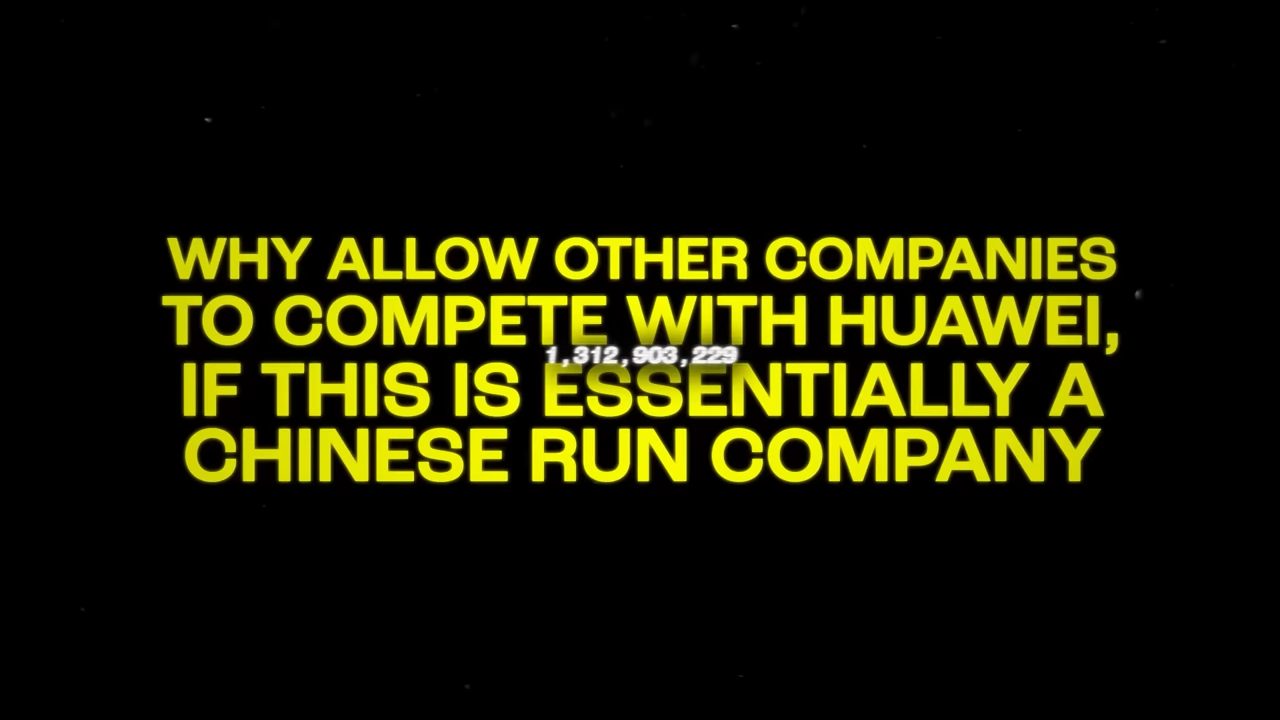 WHY ALLOW OTHER COMPANIES
TO COMPETE WITH HUAWEI,
1,312,903,229
IF THIS IS ESSENTIALLY A
CHINESE RUN COMPANY